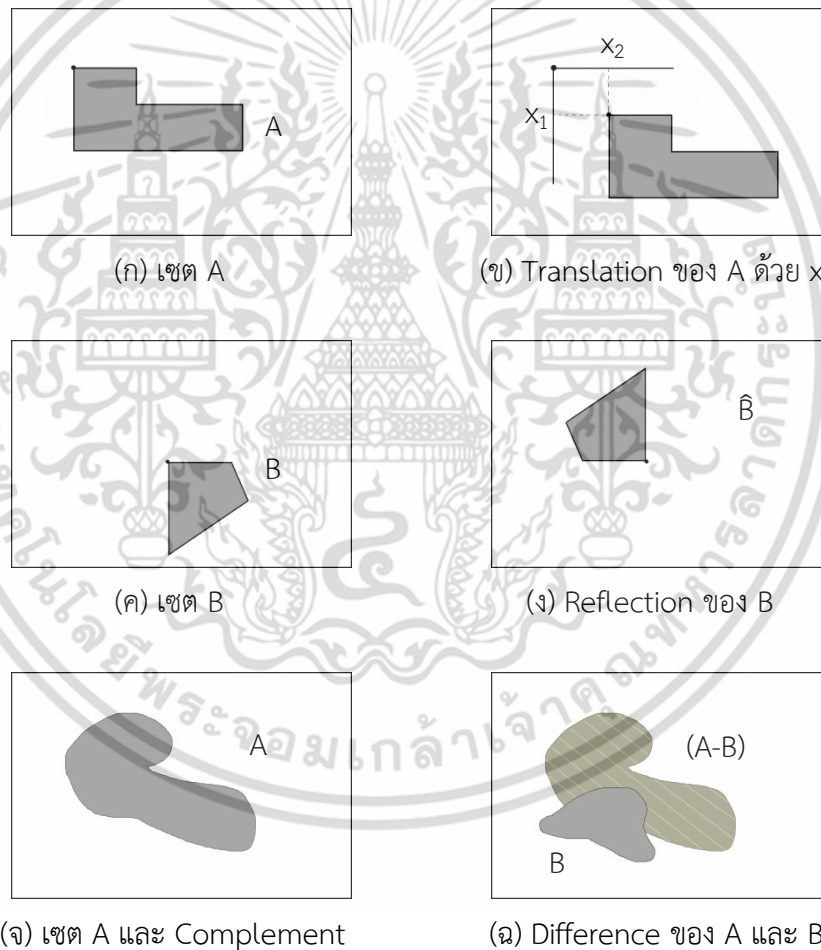 A
x₂
x₁
(ก) เซต A
(ข) Translation ของ A ด้วย x
B
B̂
(ค) เซต B
(ง) Reflection ของ B
A
(A-B)
B
(จ) เซต A และ Complement
(ฉ) Difference ของ A และ B